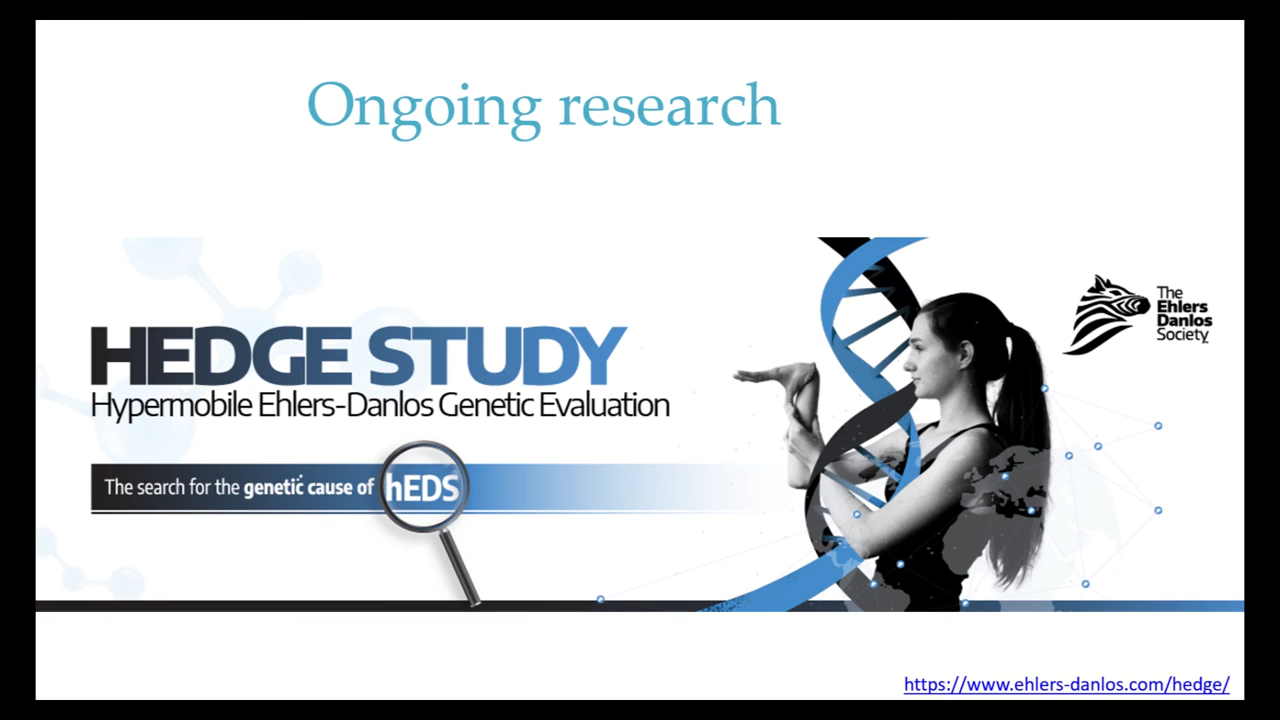 Ongoing research
The
Ehlers
Danlos
Society
HEDGE STUDY
Hypermobile Ehlers-Danlos Genetic Evaluation
The search for the genetic cause of hEDS
https://www.ehlers-danlos.com/hedge/